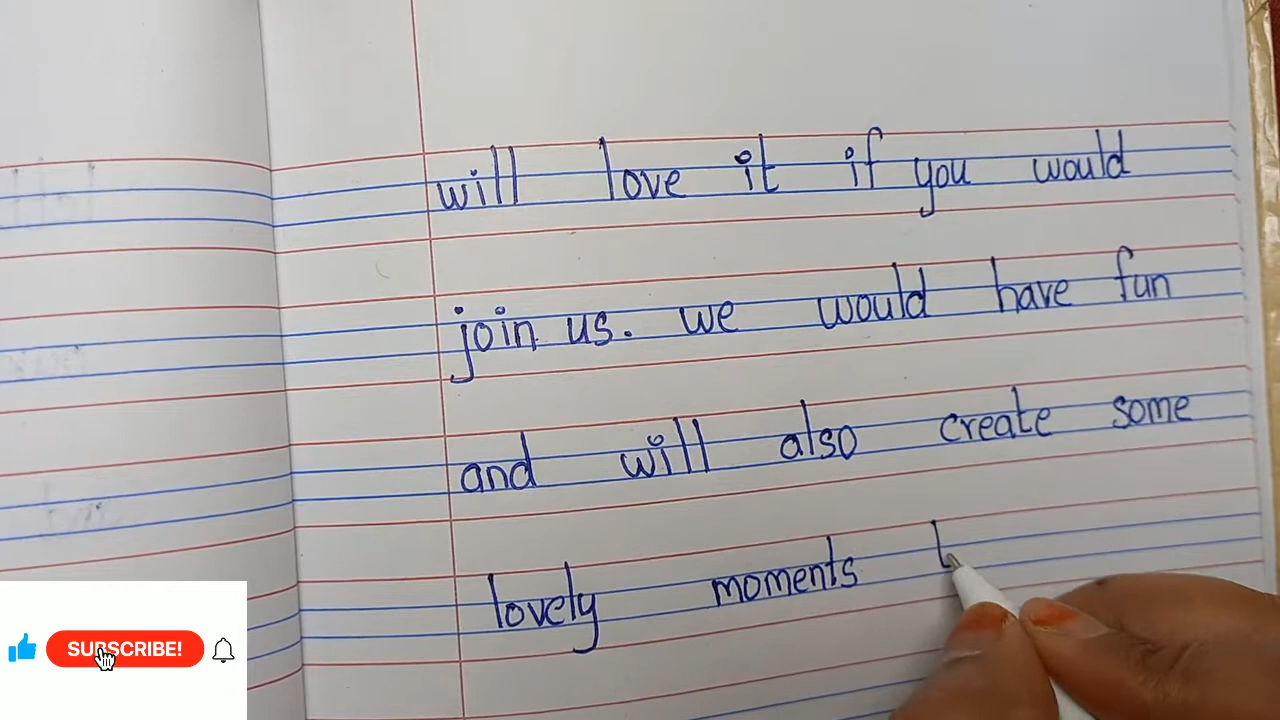 will love it if you would
join us. we would have fun
and will also create some
lovely moments
SUBSCRIBE!